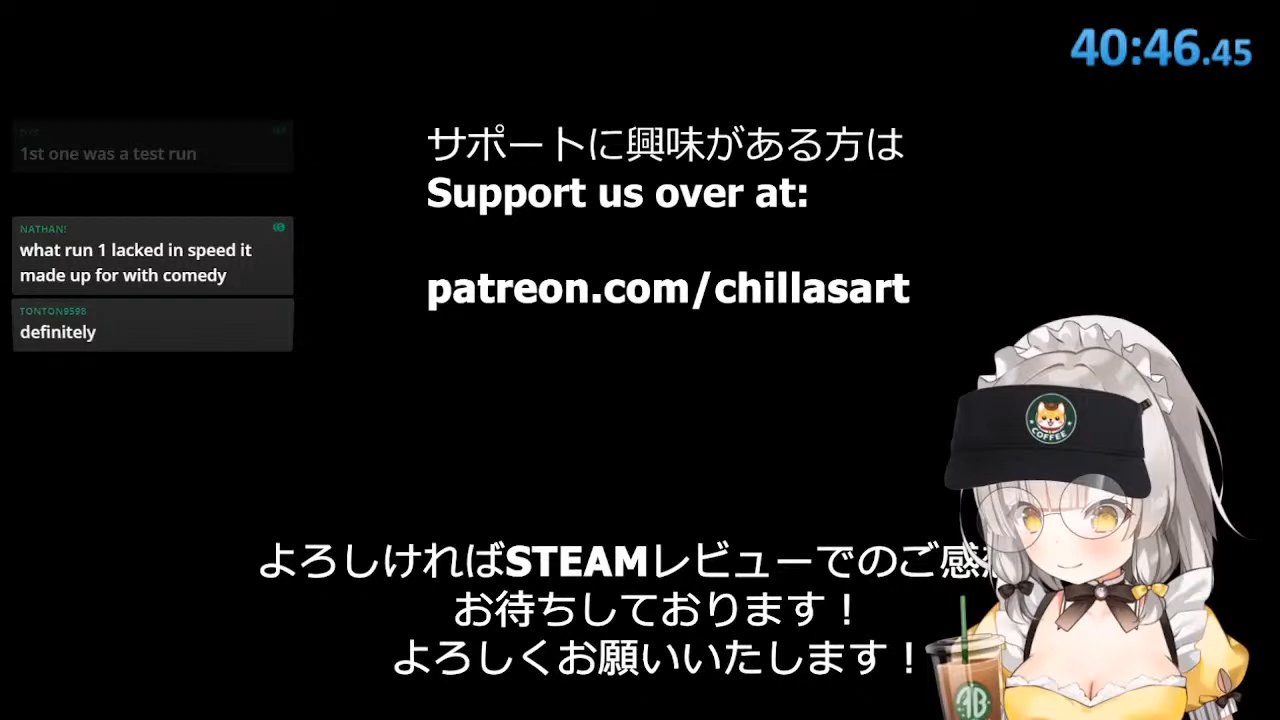 40:46.45
1st one was a test run
NATHAN!
what run 1 lacked in speed it
made up for with comedy
TONTON9598
definitely
サポートに興味がある方は
Support us over at:
patreon.com/chillasart
COFFEE
よろしければSTEAMレビューでのご感
お待ちしております！
よろしくお願いいたします！